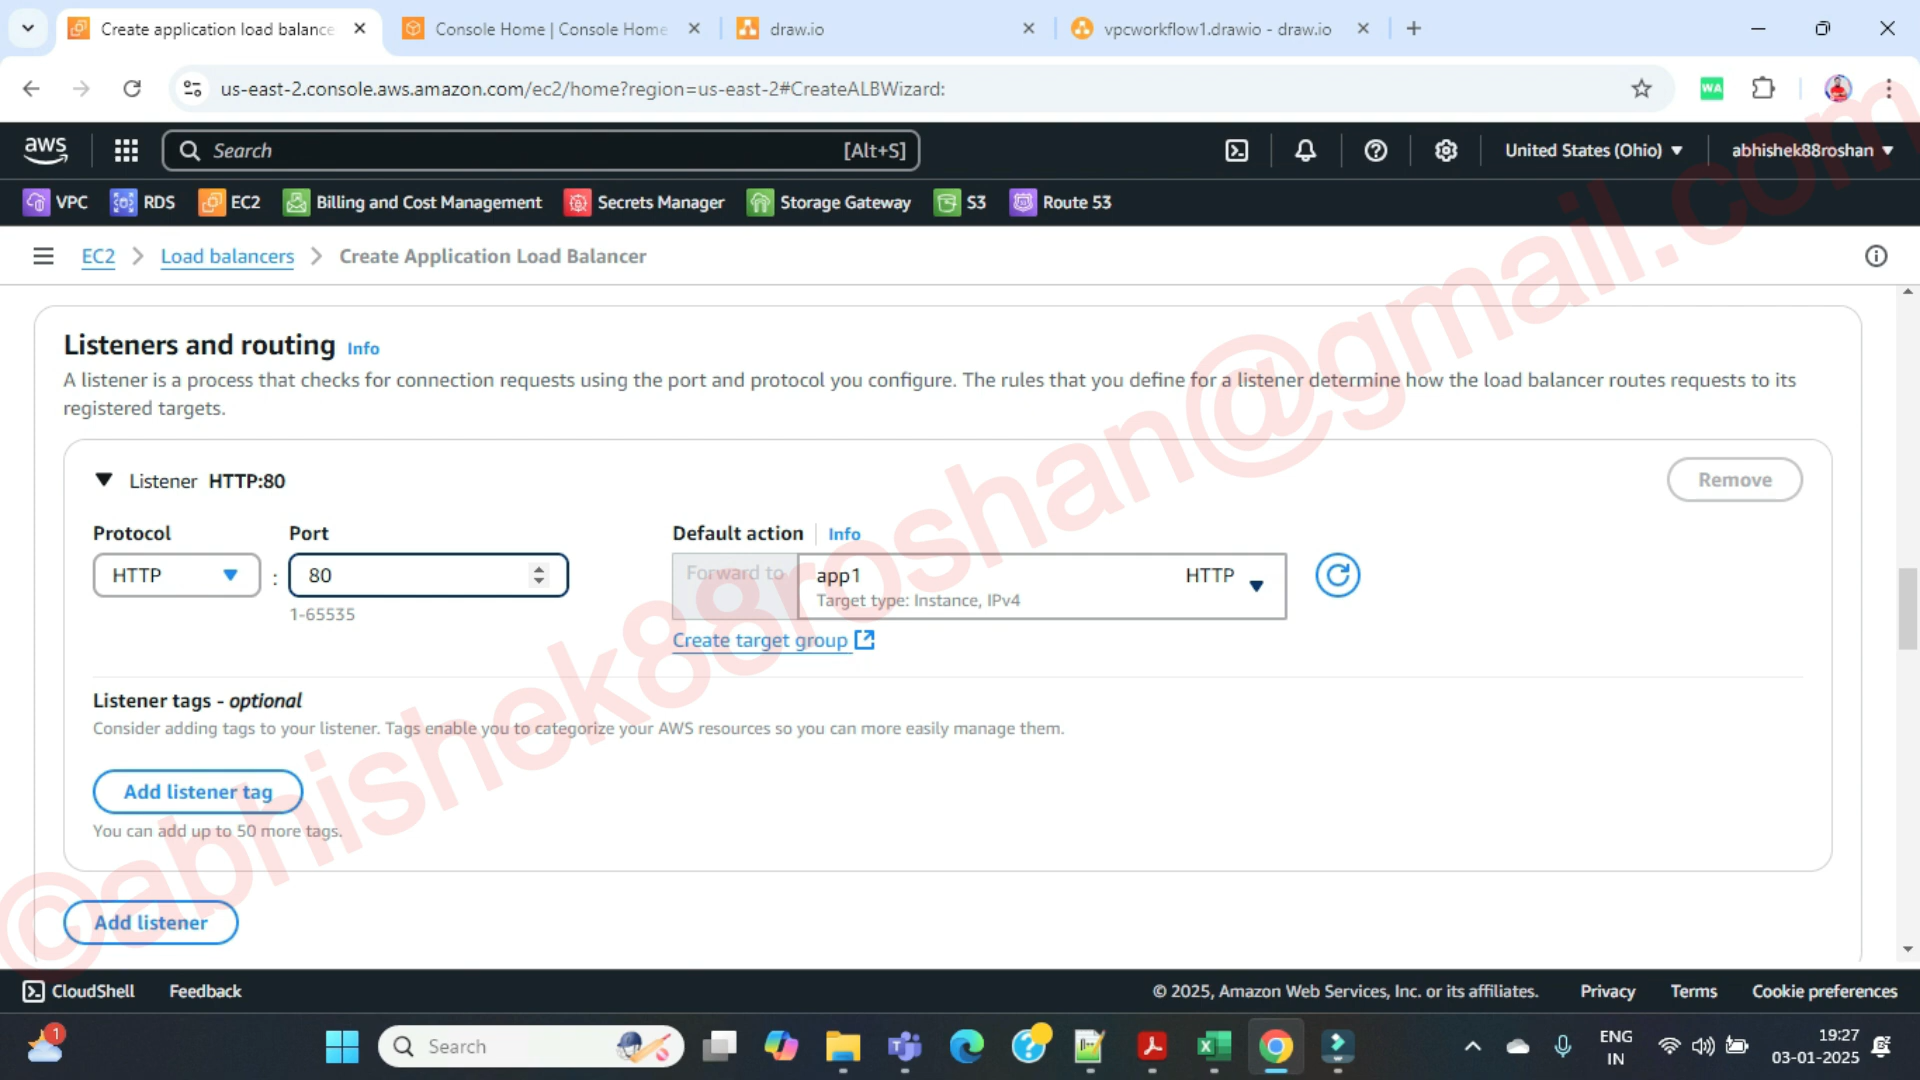 Create application load balance
Console Home | Console Home
draw.io
vpcworkflow1.drawio - draw.io
us-east-2.console.aws.amazon.com/ec2/home?region=us-east-2#CreateALBWizard:
WA
aws
Search
[Alt+S]
United States (Ohio)
abhishek88roshan
VPC
RDS
EC2
Billing and Cost Management
Secrets Manager
Storage Gateway
S3
Route 53
EC2
Load balancers
Create Application Load Balancer
Listeners and routing Info
A listener is a process that checks for connection requests using the port and protocol you configure. The rules that you define for a listener determine how the load balancer routes requests to its
registered targets.
Listener HTTP:80
Remove
Protocol
Port
Default action
Info
HTTP
:
80
Forward to
app1
HTTP
Target type: Instance, IPv4
1-65535
Create target group
Listener tags - optional
Consider adding tags to your listener. Tags enable you to categorize your AWS resources so you can more easily manage them.
Add listener tag
You can add up to 50 more tags.
Add listener
©abhishek88roshan@gmail.com
CloudShell
Feedback
© 2025, Amazon Web Services, Inc. or its affiliates.
Privacy
Terms
Cookie preferences
1
Search
ENG
IN
19:27
03-01-2025